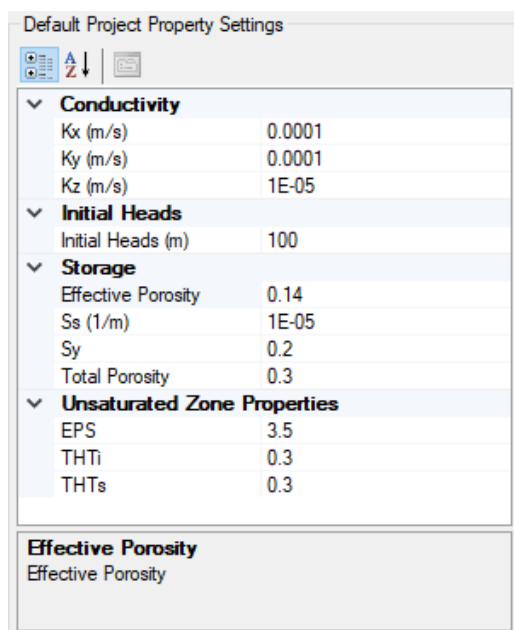 Default Project Property Settings
A
Z
Conductivity
Kx (m/s) 0.0001
Ky (m/s) 0.0001
Kz (m/s) 1E-05
Initial Heads
Initial Heads (m) 100
Storage
Effective Porosity 0.14
Ss (1/m) 1E-05
Sy 0.2
Total Porosity 0.3
Unsaturated Zone Properties
EPS 3.5
THTi 0.3
THTs 0.3
Effective Porosity
Effective Porosity